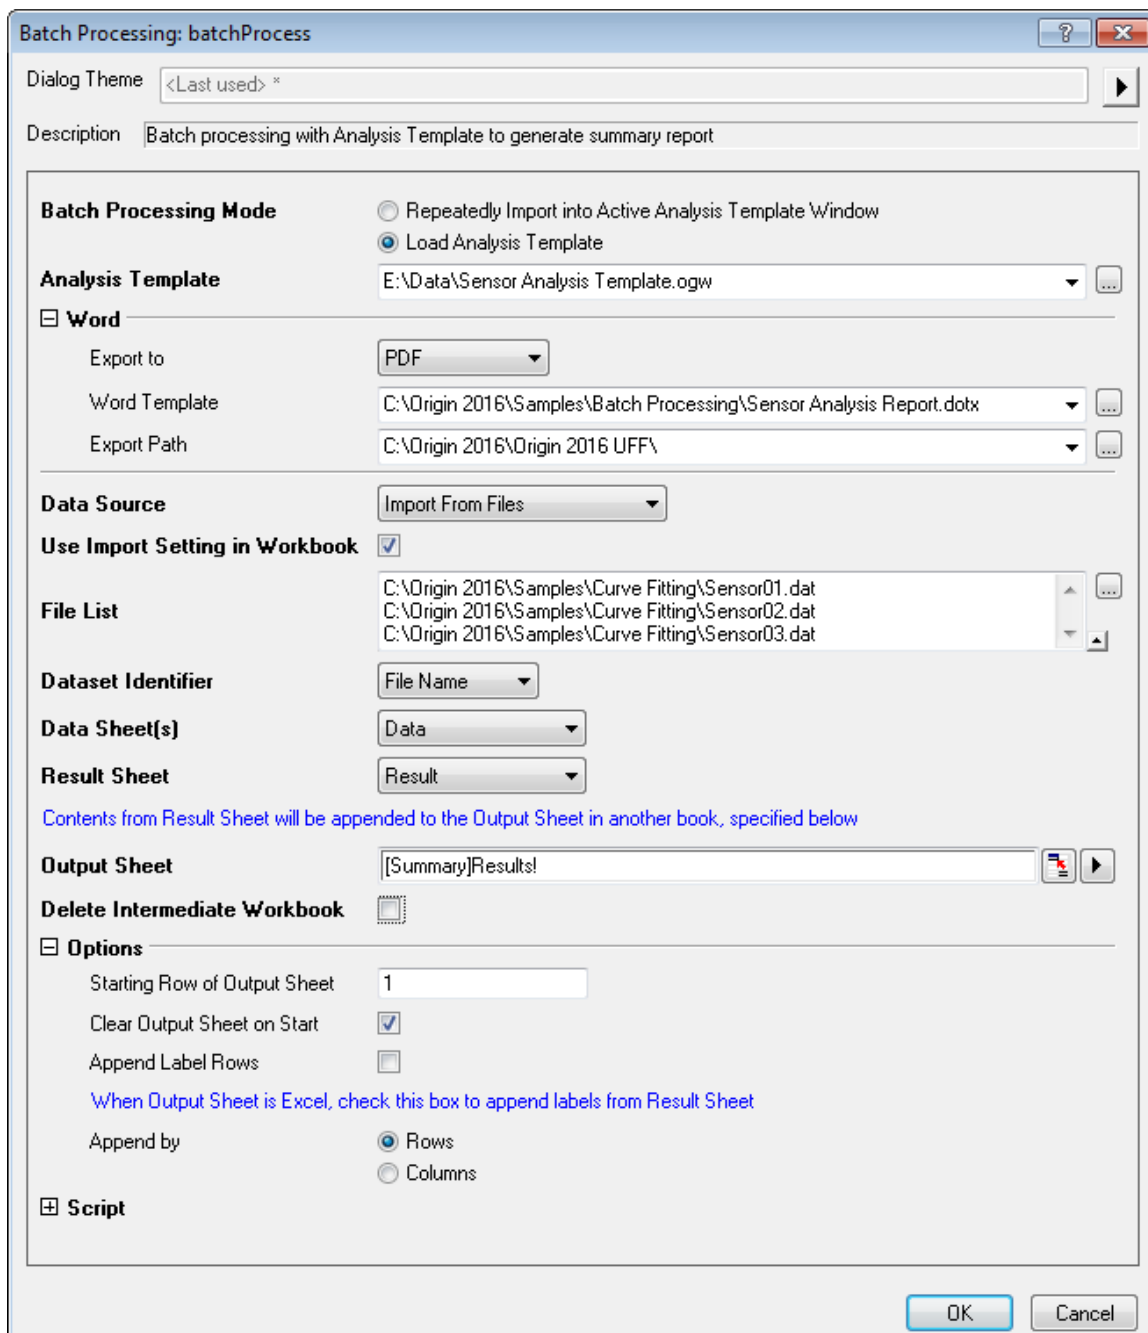 Batch Processing: batchProcess
Dialog Theme <Last used> *
Description Batch processing with Analysis Template to generate summary report
Batch Processing Mode Repeatedly Import into Active Analysis Template Window
Load Analysis Template
Analysis Template E:\Data\Sensor Analysis Template.ogw ...
Word
Export to PDF
Word Template C:\Origin 2016\Samples\Batch Processing\Sensor Analysis Report.dotx ...
Export Path C:\Origin 2016\Origin 2016 UFF\ ...
Data Source Import From Files
Use Import Setting in Workbook
C:\Origin 2016\Samples\Curve Fitting\Sensor01.dat ...
C:\Origin 2016\Samples\Curve Fitting\Sensor02.dat
File List
C:\Origin 2016\Samples\Curve Fitting\Sensor03.dat
Dataset Identifier File Name
Data Sheet(s) Data
Result Sheet Result
Contents from Result Sheet will be appended to the Output Sheet in another book, specified below
Output Sheet [Summary]Results!
Delete Intermediate Workbook
Options
Starting Row of Output Sheet 1
Clear Output Sheet on Start
Append Label Rows
When Output Sheet is Excel, check this box to append labels from Result Sheet
Append by Rows
Columns
Script
OK Cancel